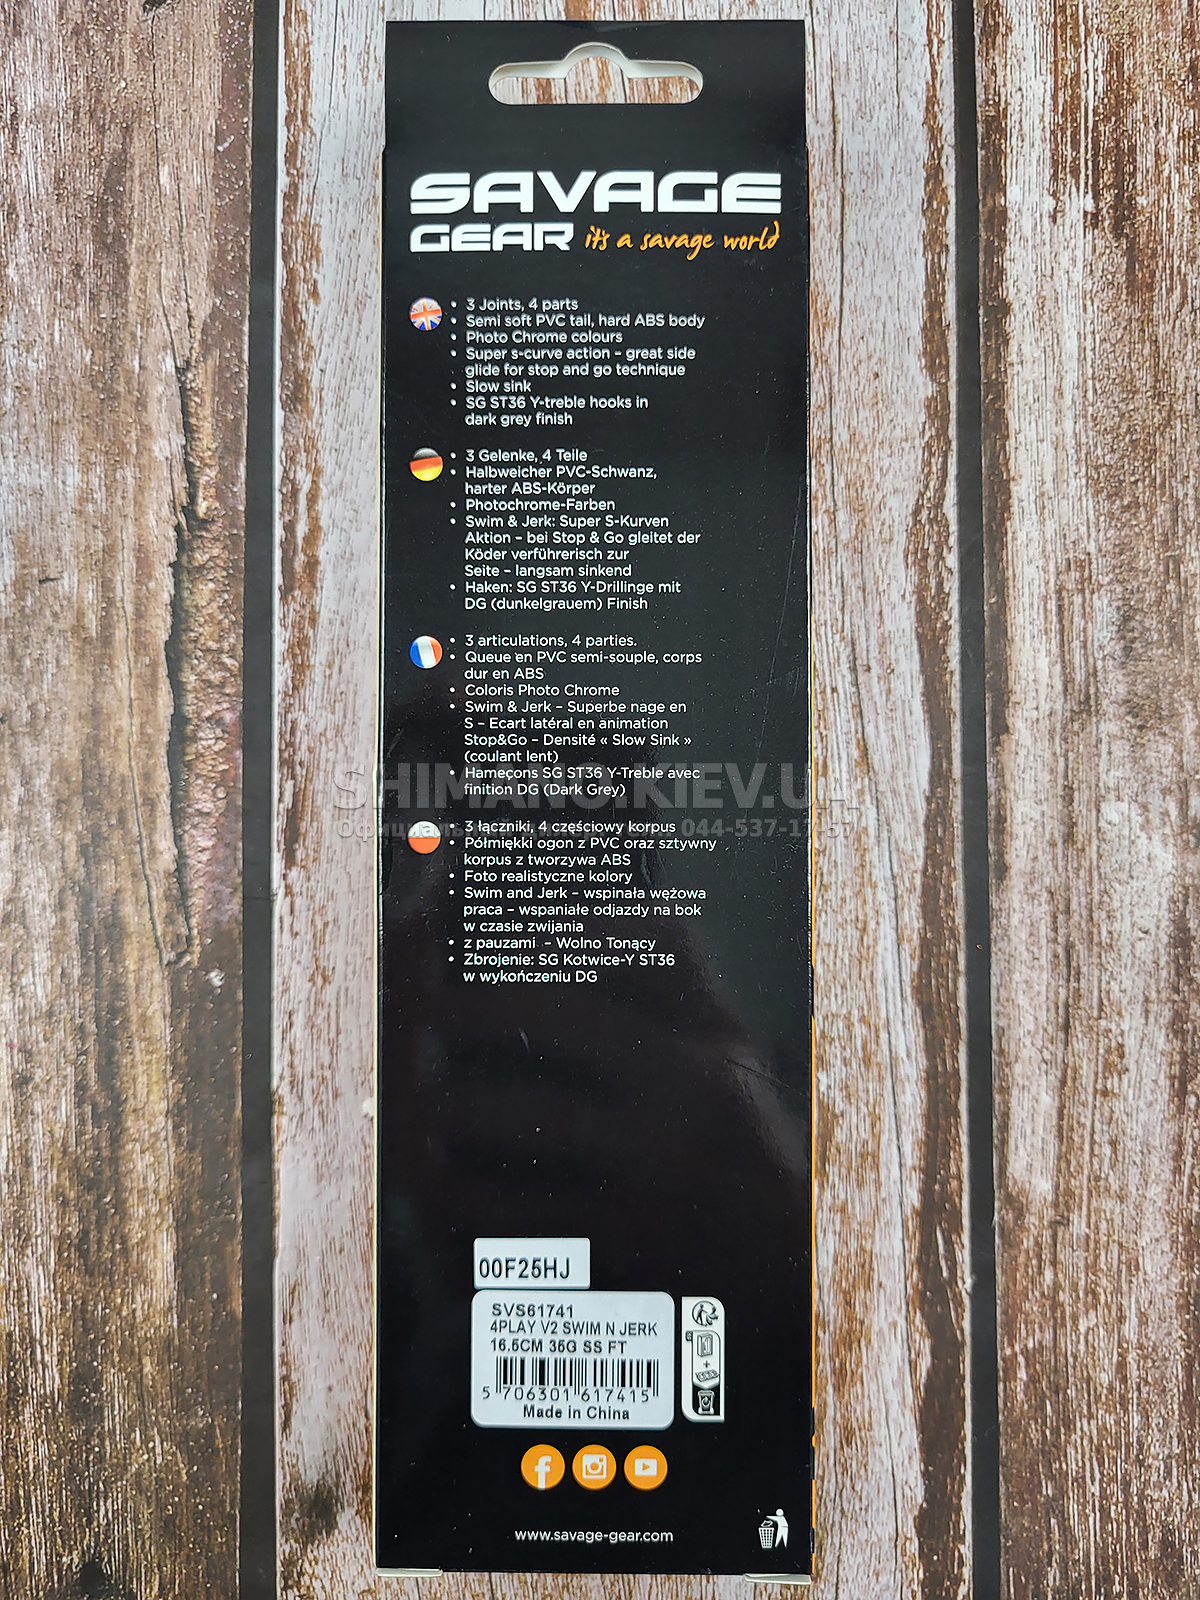 SAVAGE
GEAR it's a savage world
• 3 Joints, 4 parts
• Semi soft PVC tail, hard ABS body
• Photo Chrome colours
• Super s-curve action – great side
glide for stop and go technique
• Slow sink
• SG ST36 Y-treble hooks in
dark grey finish
• 3 Gelenke, 4 Teile
• Halbweicher PVC-Schwanz,
harter ABS-Körper
• Photochrome-Farben
• Swim & Jerk: Super S-Kurven
Aktion – bei Stop & Go gleitet der
Köder verführerisch zur
Seite – langsam sinkend
• Haken: SG ST36 Y-Drillinge mit
DG (dunkelgrauem) Finish
• 3 articulations, 4 parties.
• Queue en PVC semi-souple, corps
dur en ABS
• Coloris Photo Chrome
• Swim & Jerk – Superbe nage en
S – Ecart latéral en animation
Stop&Go – Densité « Slow Sink »
(coulant lent)
• Hameçons SG ST36 Y-Treble avec
finition DG (Dark Grey)
SHIMANO.KIEV.UA
• 3 łączniki, 4 częściowy korpus
• Półmiękki ogon z PVC oraz sztywny
korpus z tworzywa ABS
• Foto realistyczne kolory
• Swim and Jerk – wspinała wężowa
praca – wspaniałe odjazdy na bok
w czasie zwijania
• z pauzami – Wolno Tonący
• Zbrojenie: SG Kotwice-Y ST36
w wykończeniu DG
00F25HJ
SVS61741
4PLAY V2 SWIM N JERK
16.5CM 35G SS FT
5 706301 617415
Made in China
www.savage-gear.com